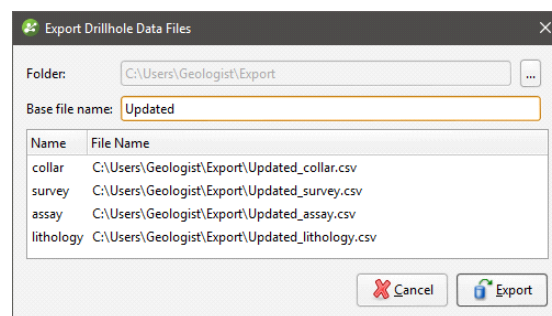 Export Drillhole Data Files
Folder: C:\Users\Geologist\Export ...
Base file name: Updated
Name File Name
collar C:\Users\Geologist\Export\Updated_collar.csv
survey C:\Users\Geologist\Export\Updated_survey.csv
assay C:\Users\Geologist\Export\Updated_assay.csv
lithology C:\Users\Geologist\Export\Updated_lithology.csv
Cancel Export